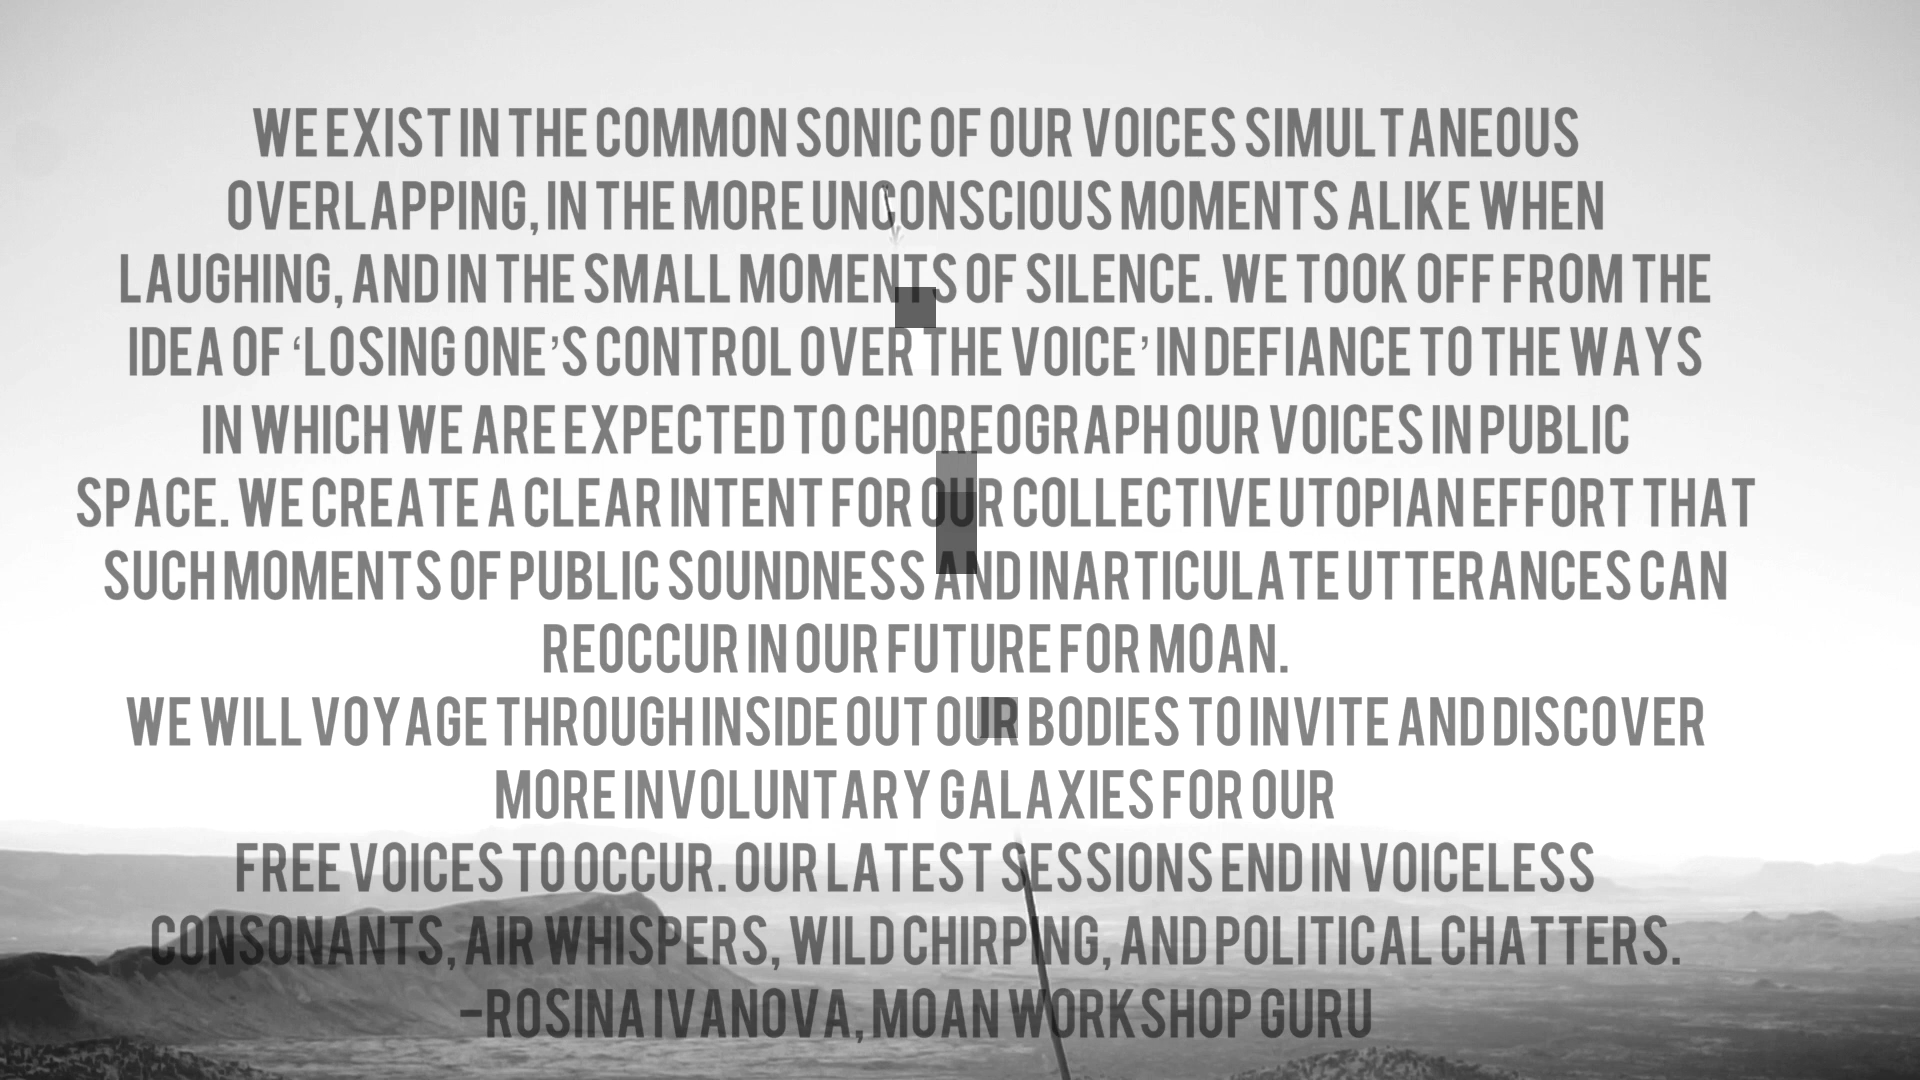 WE EXIST IN THE COMMON SONIC OF OUR VOICES SIMULTANEOUS
OVERLAPPING, IN THE MORE UNCONSCIOUS MOMENTS ALIKE WHEN
LAUGHING, AND IN THE SMALL MOMENTS OF SILENCE. WE TOOK OFF FROM THE
IDEA OF ‘LOSING ONE’S CONTROL OVER THE VOICE’ IN DEFIANCE TO THE WAYS
IN WHICH WE ARE EXPECTED TO CHOREOGRAPH OUR VOICES IN PUBLIC
SPACE. WE CREATE A CLEAR INTENT FOR OUR COLLECTIVE UTOPIAN EFFORT THAT
SUCH MOMENTS OF PUBLIC SOUNDNESS AND INARTICULATE UTTERANCES CAN
REOCCUR IN OUR FUTURE FOR MOAN.
WE WILL VOYAGE THROUGH INSIDE OUT OUR BODIES TO INVITE AND DISCOVER
MORE INVOLUNTARY GALAXIES FOR OUR
FREE VOICES TO OCCUR. OUR LATEST SESSIONS END IN VOICELESS
CONSONANTS, AIR WHISPERS, WILD CHIRPING, AND POLITICAL CHATTERS.
–ROSINA IVANOVA, MOAN WORKSHOP GURU